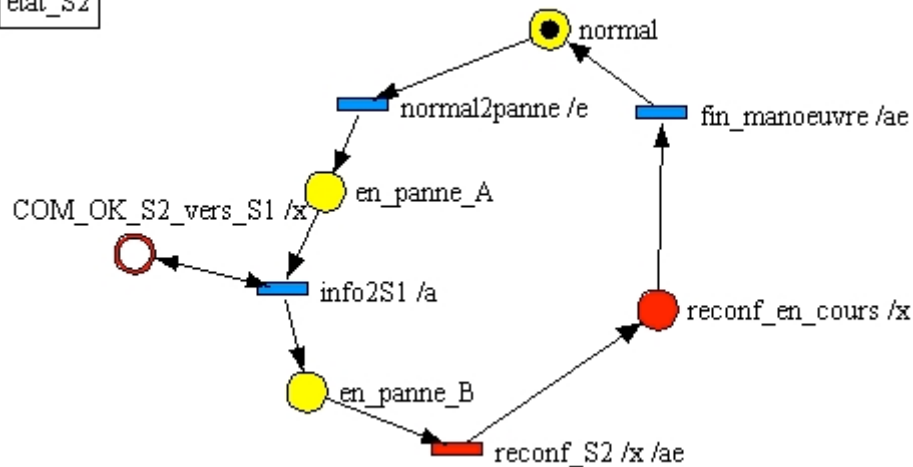 etat_S2
normal
normal2panne /e
fin_manoeuvre /ae
en_panne_A
COM_OK_S2_vers_S1 /x
info2S1 /a
reconf_en_cours /x
en_panne_B
reconf_S2 /x /ae